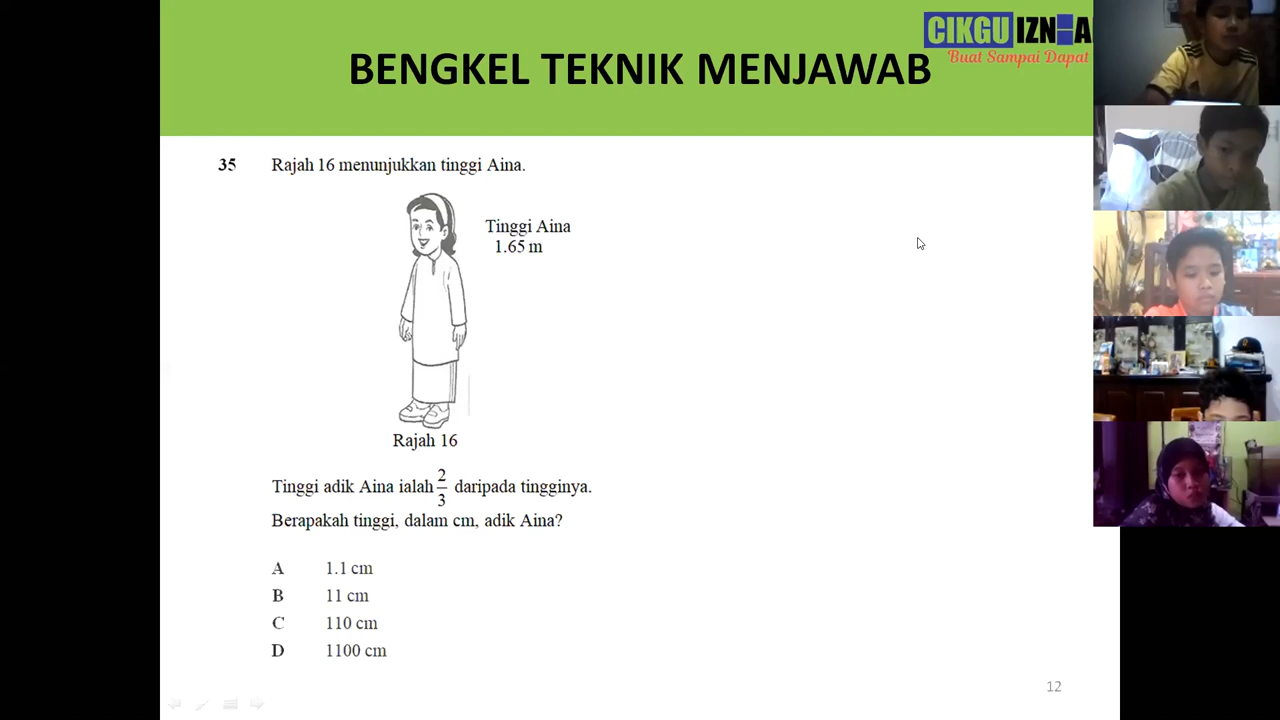 CIKGU IZN
Buat Sampai Dapat
BENGKEL TEKNIK MENJAWAB
35 Rajah 16 menunjukkan tinggi Aina.
Tinggi Aina
1.65 m
Rajah 16
Tinggi adik Aina ialah 2/3 daripada tingginya.
Berapakah tinggi, dalam cm, adik Aina?
A 1.1 cm
B 11 cm
C 110 cm
D 1100 cm
12